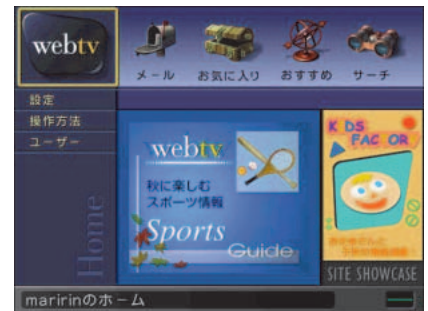 webtv
メール お気に入り おすすめ サーチ
設定
操作方法
ユーザー
Home
webtv
秋に楽しむ
スポーツ情報
Sports
Guide
KIDS
FACTORY
SITE SHOWCASE
maririnのホーム